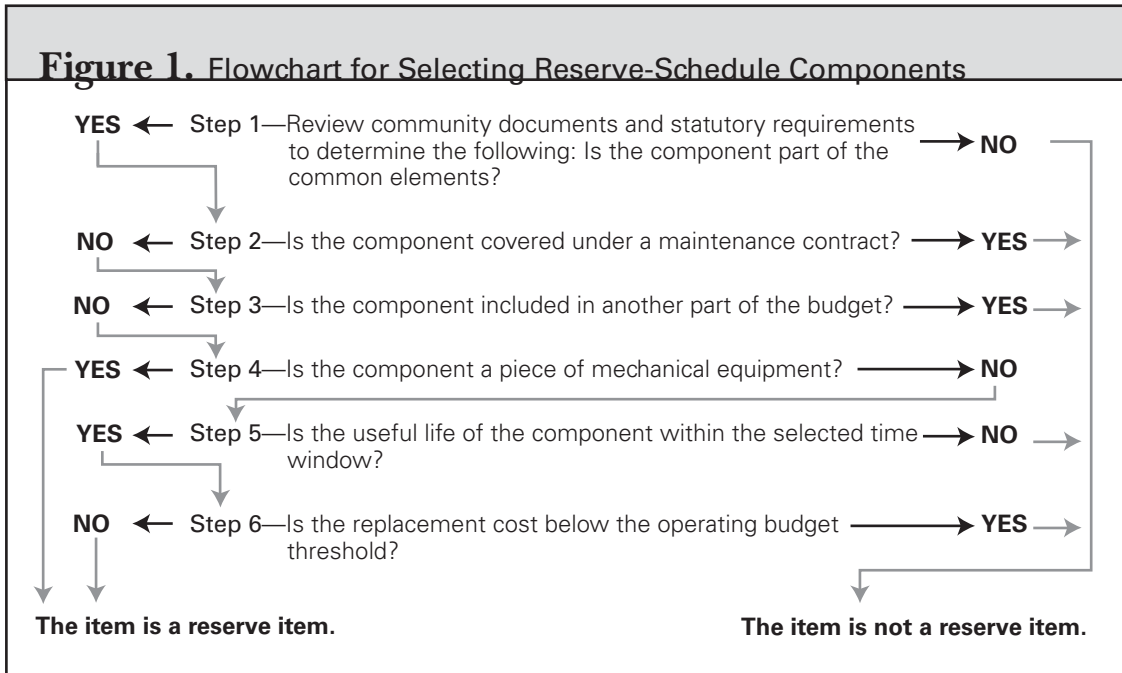 Figure 1. Flowchart for Selecting Reserve-Schedule Components
YES Step 1—Review community documents and statutory requirements
to determine the following: Is the component part of the NO
common elements?
NO Step 2—Is the component covered under a maintenance contract? YES
NO Step 3—Is the component included in another part of the budget? YES
YES Step 4—Is the component a piece of mechanical equipment? NO
YES Step 5—Is the useful life of the component within the selected time NO
window?
NO Step 6—Is the replacement cost below the operating budget YES
threshold?
The item is a reserve item. The item is not a reserve item.